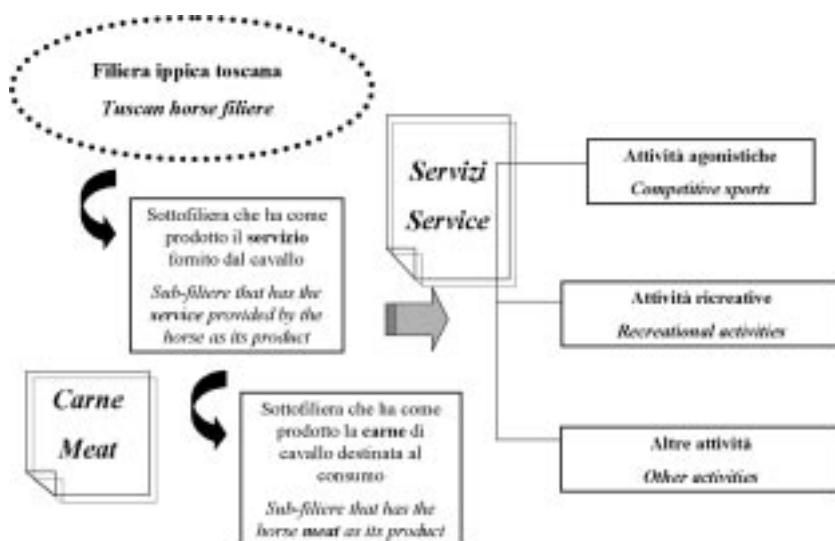 Filiera ippica toscana
Tuscan horse filiere
Servizi
Service
Attività agonistiche
Competitive sports
Sottofiliera che ha come
prodotto il servizio
fornito dal cavallo
Sub-filiere that has the
service provided by the
horse as its product
Attività ricreative
Recreational activities
Carne
Meat
Sottofiliera che ha come
prodotto la carne di
cavallo destinata al
consumo
Sub-filiere that has the
horse meat as its product
Altre attività
Other activities